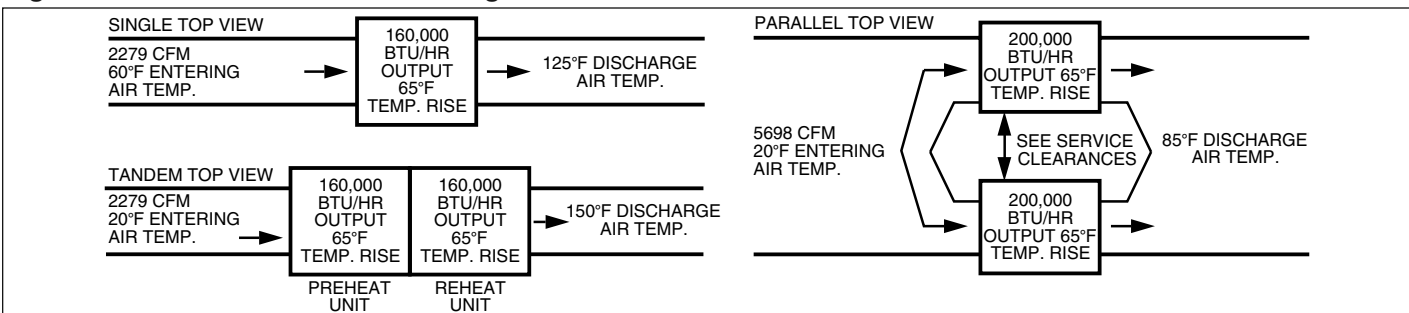 SINGLE TOP VIEW
2279 CFM
60°F ENTERING
AIR TEMP.
160,000
BTU/HR
OUTPUT
65°F
TEMP. RISE
125°F DISCHARGE
AIR TEMP.
TANDEM TOP VIEW
2279 CFM
20°F ENTERING
AIR TEMP.
160,000
BTU/HR
OUTPUT
65°F
TEMP. RISE
PREHEAT
UNIT
160,000
BTU/HR
OUTPUT
65°F
TEMP. RISE
REHEAT
UNIT
150°F DISCHARGE
AIR TEMP.
PARALLEL TOP VIEW
5698 CFM
20°F ENTERING
AIR TEMP.
200,000
BTU/HR
OUTPUT 65°F
TEMP. RISE
SEE SERVICE
CLEARANCES
200,000
BTU/HR
OUTPUT 65°F
TEMP. RISE
85°F DISCHARGE
AIR TEMP.